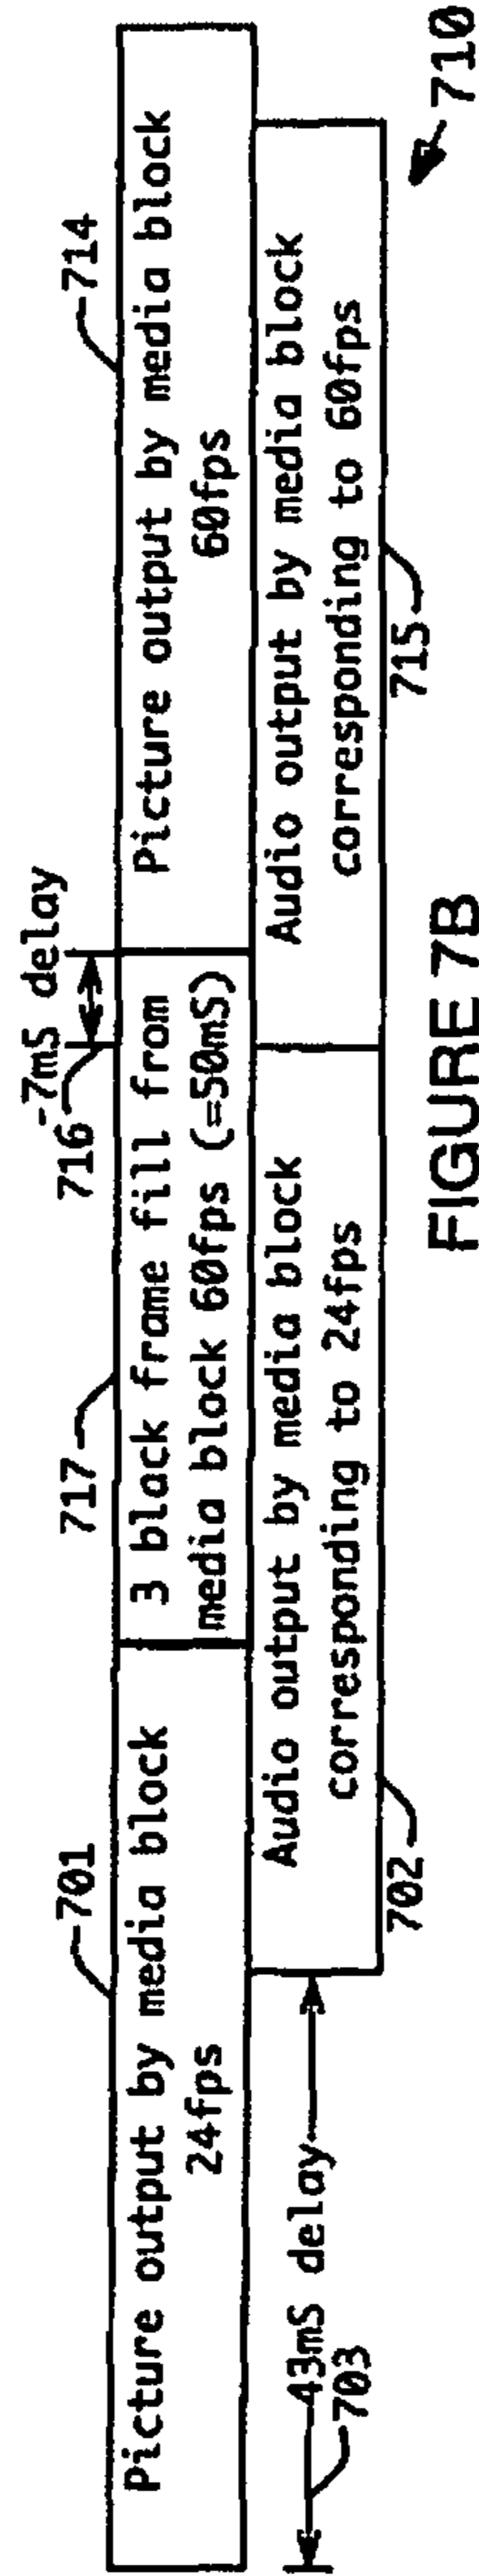 -7mS delay
716
717
714
701
Picture output by media block
24fps
3 black frame fill from
media block 60fps (=50mS)
Picture output by media block
60fps
Audio output by media block
corresponding to 24fps
Audio output by media block
corresponding to 60fps
43mS delay
703
702
715
710
FIGURE 7B